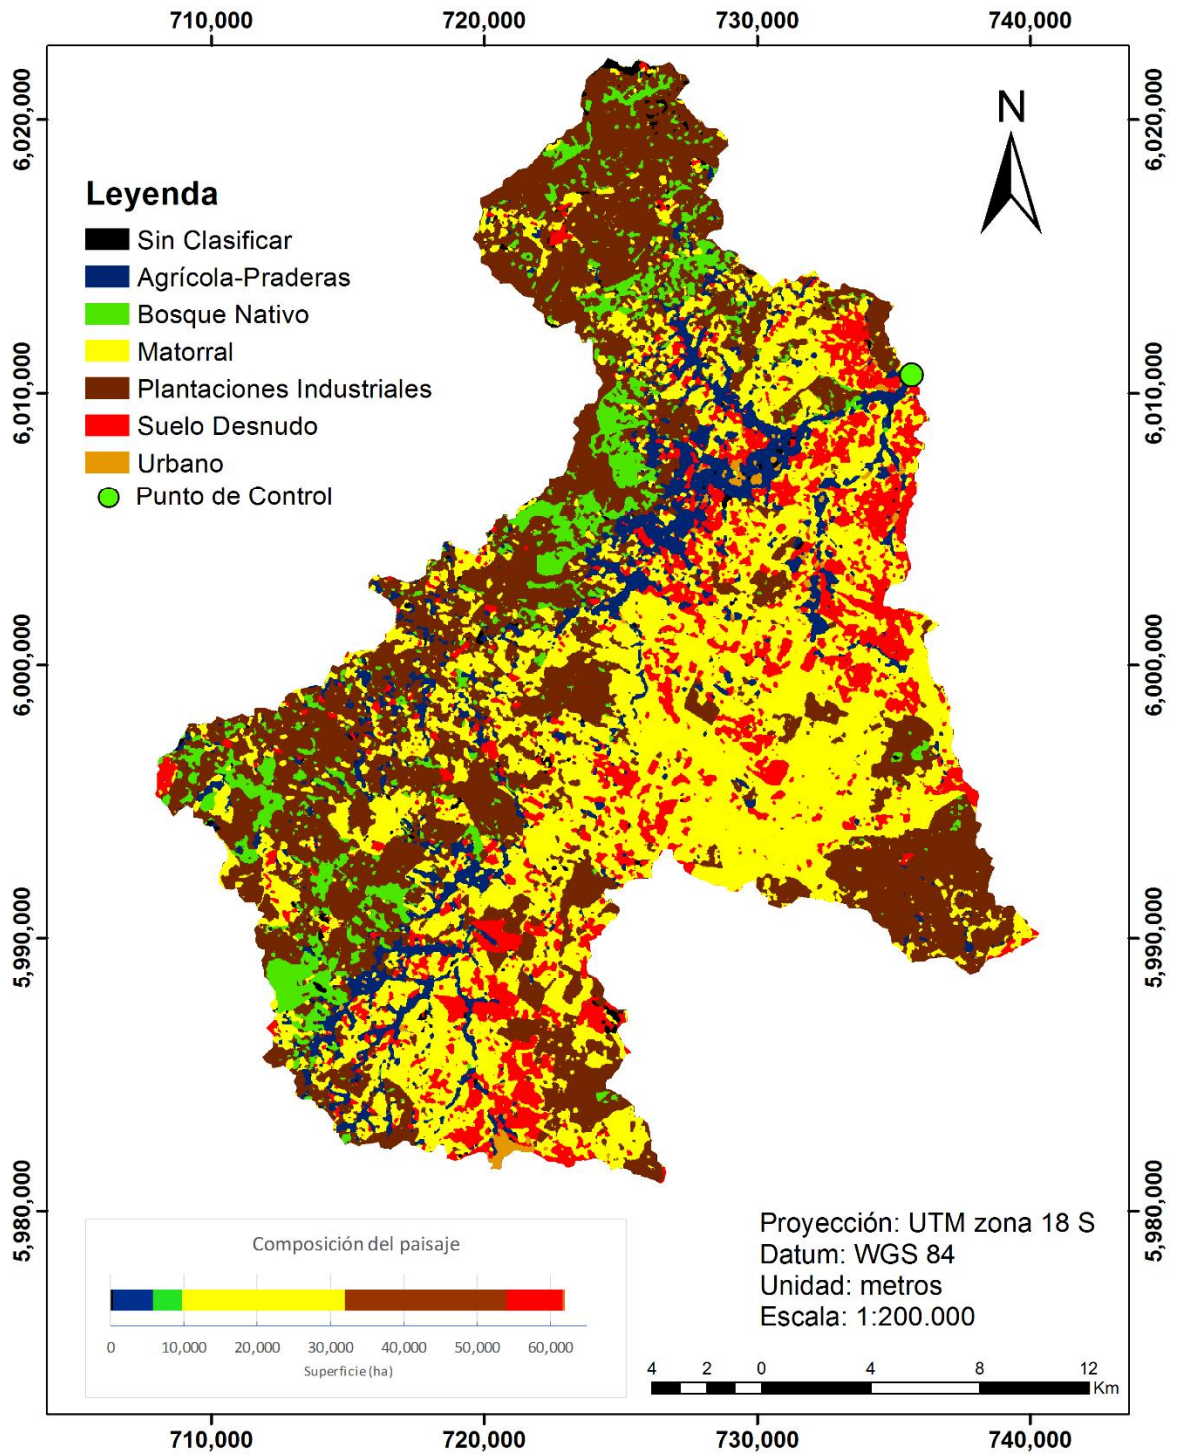 710,000 720,000 730,000 740,000
6,020,000 6,020,000
N
Leyenda
Sin Clasificar
Agrícola-Praderas
Bosque Nativo
Matorral
Plantaciones Industriales
Suelo Desnudo
Urbano
Punto de Control
6,010,000 6,010,000
6,000,000 6,000,000
5,990,000 5,990,000
5,980,000 5,980,000
Composición del paisaje
0 10,000 20,000 30,000 40,000 50,000 60,000
Superficie (ha)
Proyección: UTM zona 18 S
Datum: WGS 84
Unidad: metros
Escala: 1:200.000
4 2 0 4 8 12
Km
710,000 720,000 730,000 740,000